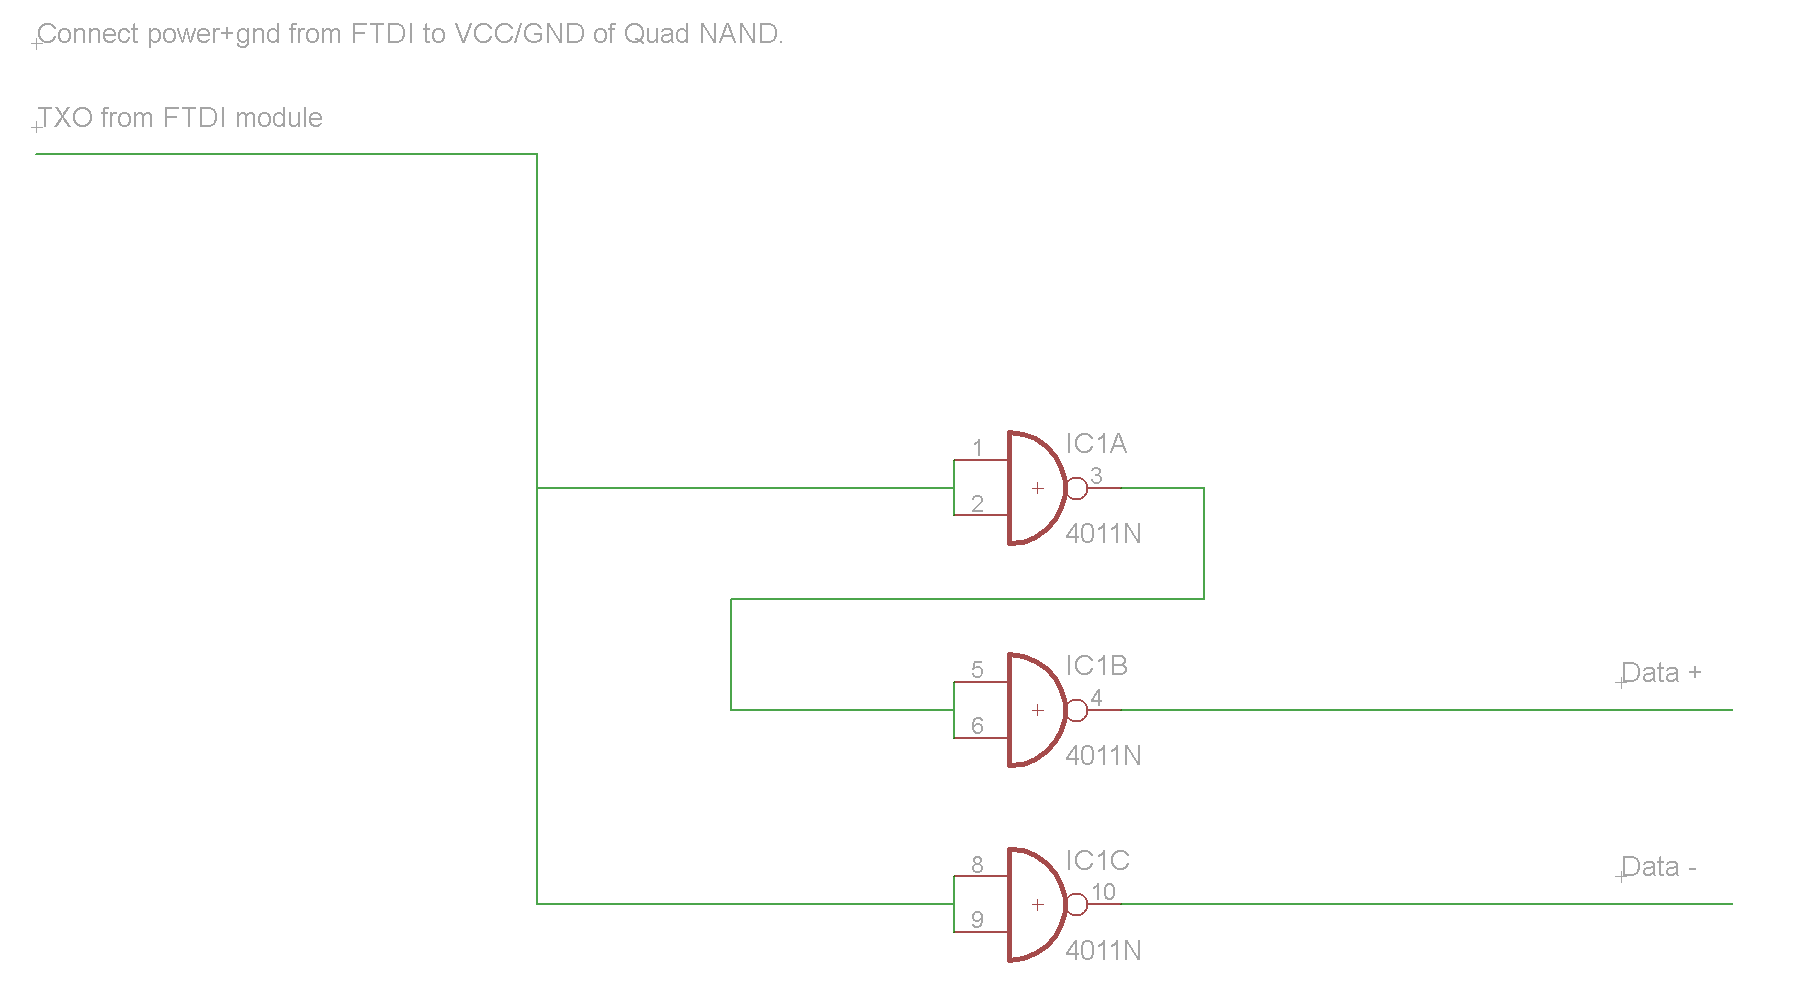 Connect power+gnd from FTDI to VCC/GND of Quad NAND.
TXO from FTDI module
1
IC1A
3
2
4011N
5
IC1B
4
6
4011N
Data +
8
IC1C
10
9
4011N
Data -